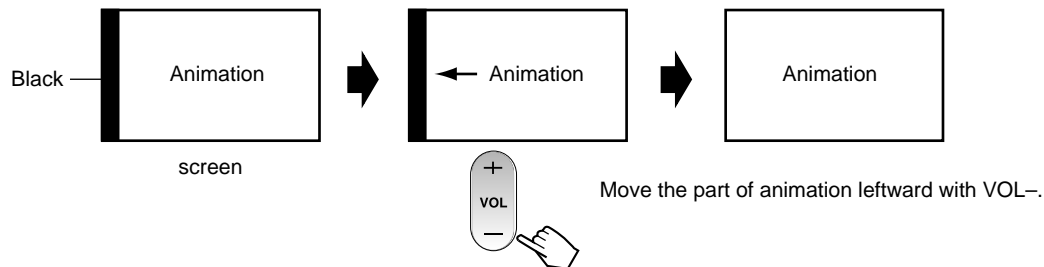 Black
Animation
Animation
Animation
screen
+
VOL
–
Move the part of animation leftward with VOL–.